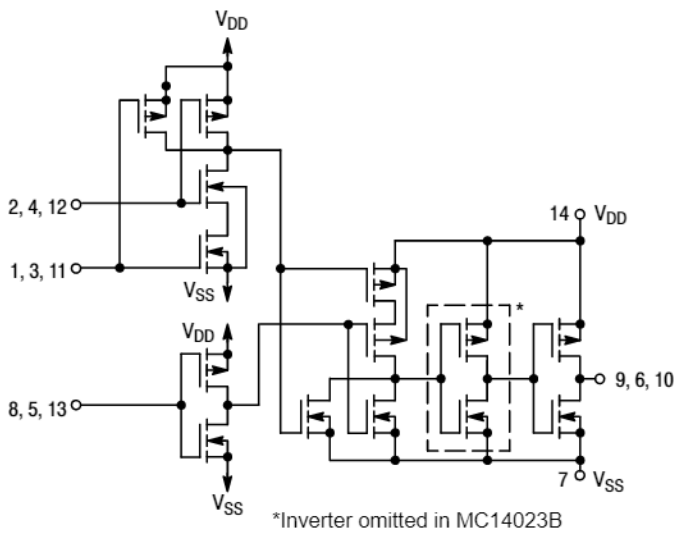 VDD
2, 4, 12
1, 3, 11
VSS
14 VDD
*
VDD
8, 5, 13
9, 6, 10
VSS
7 VSS
*Inverter omitted in MC14023B